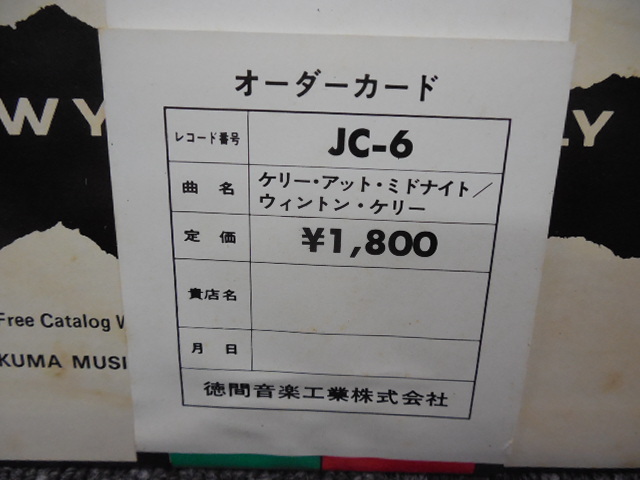 オーダーカード
レコード番号 JC-6
曲名 ケリー・アット・ミドナイト／
ウィントン・ケリー
定価 ¥1,800
貴店名
月日
徳間音楽工業株式会社
WY
LY
Free Catalog W
KUMA MUSI